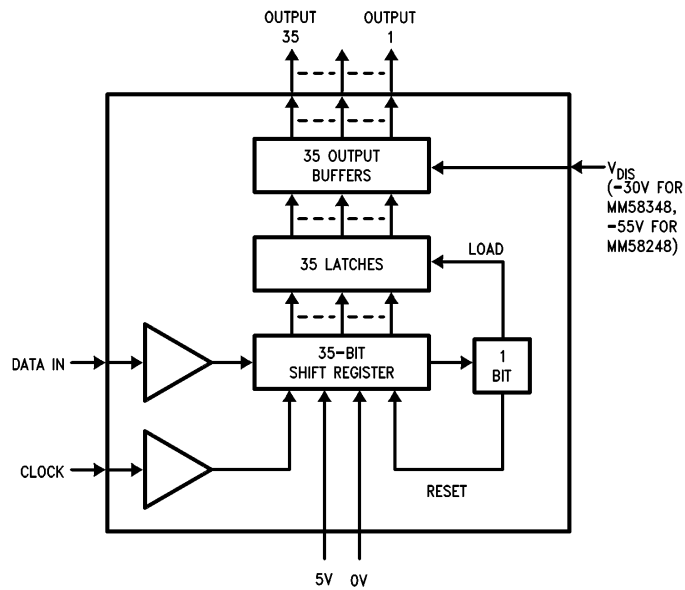 OUTPUT
35
OUTPUT
1
35 OUTPUT
BUFFERS
VDIS
(-30V FOR
MM58348,
-55V FOR
MM58248)
35 LATCHES
LOAD
DATA IN
35-BIT
SHIFT REGISTER
1
BIT
CLOCK
RESET
5V
0V